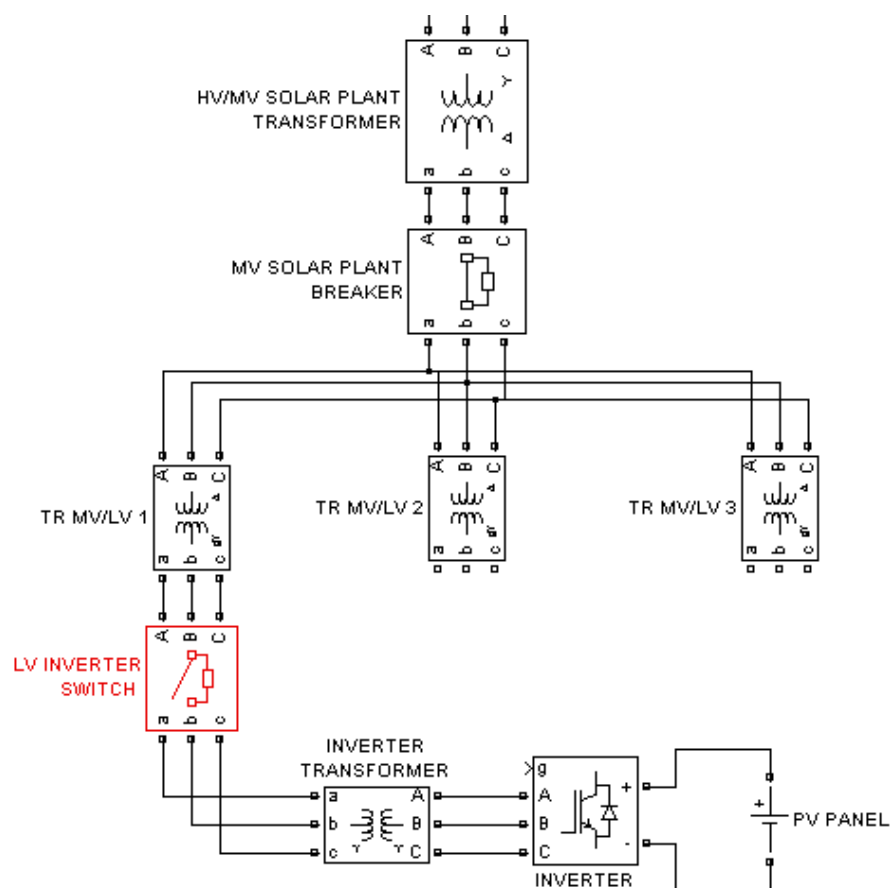 A B C
HV/MV SOLAR PLANT
TRANSFORMER
a b c
A B C
MV SOLAR PLANT
BREAKER
a b c
A B C
TR MV/LV 1
a b c
A B C
TR MV/LV 2
a b c
A B C
TR MV/LV 3
a b c
A B C
LV INVERTER
SWITCH
a b c
INVERTER
TRANSFORMER
a A
b B
c C
g
A +
B
C -
INVERTER
+
PV PANEL